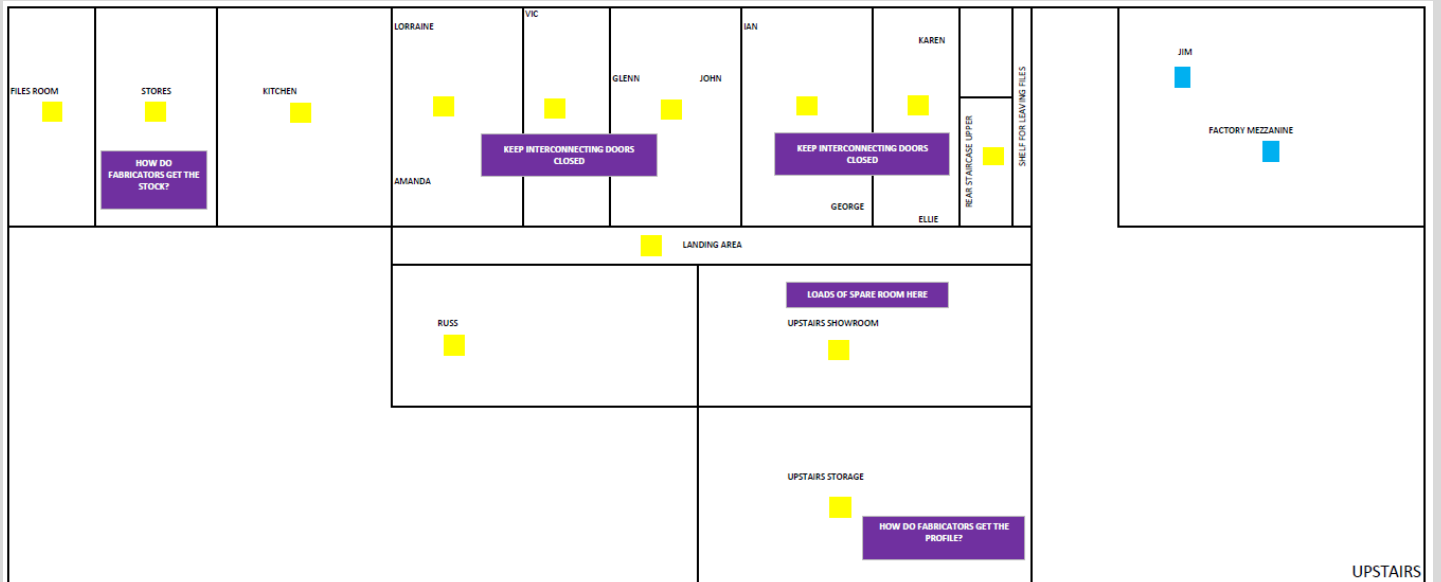 VIC
LORRAINE
IAN
KAREN
JIM
GLENN
JOHN
FILES ROOM
STORES
KITCHEN
SHELF FOR LEAVING FILES
FACTORY MEZZANINE
KEEP INTERCONNECTING DOORS
CLOSED
KEEP INTERCONNECTING DOORS
CLOSED
REAR STAIRCASE UPPER
HOW DO
FABRICATORS GET THE
STOCK?
AMANDA
GEORGE
ELLIE
LANDING AREA
LOADS OF SPARE ROOM HERE
RUSS
UPSTAIRS SHOWROOM
UPSTAIRS STORAGE
HOW DO FABRICATORS GET THE
PROFILE?
UPSTAIRS